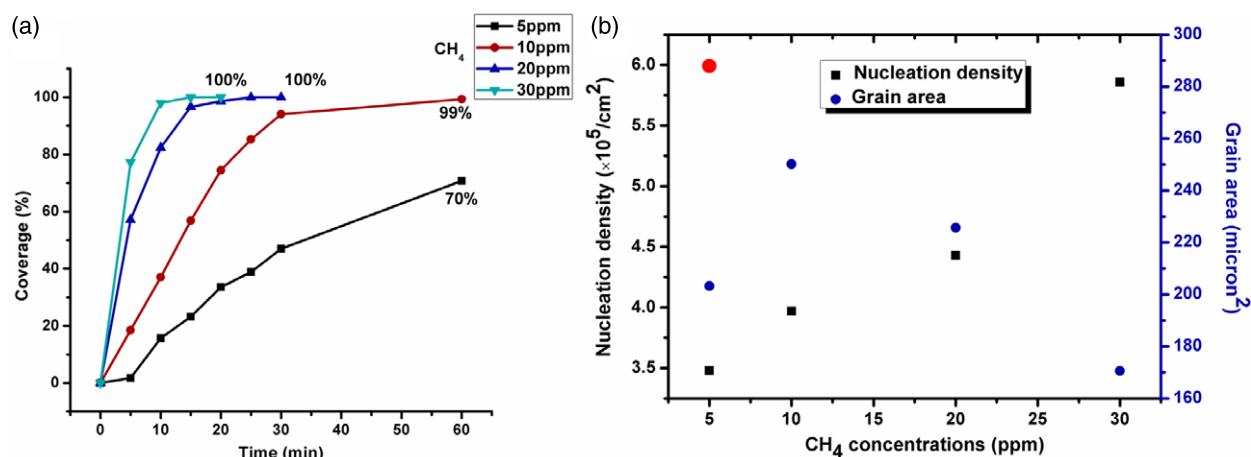 (a)
CH4
5ppm
10ppm
20ppm
30ppm
100%
100%
99%
70%
Coverage (%)
100
80
60
40
20
0
0
10
20
30
40
50
60
Time (min)
(b)
Nucleation density
Grain area
Nucleation density (×10^5/cm^2)
6.0
5.5
5.0
4.5
4.0
3.5
5
10
15
20
25
30
CH4 concentrations (ppm)
300
280
260
240
220
200
180
160
Grain area (micron^2)